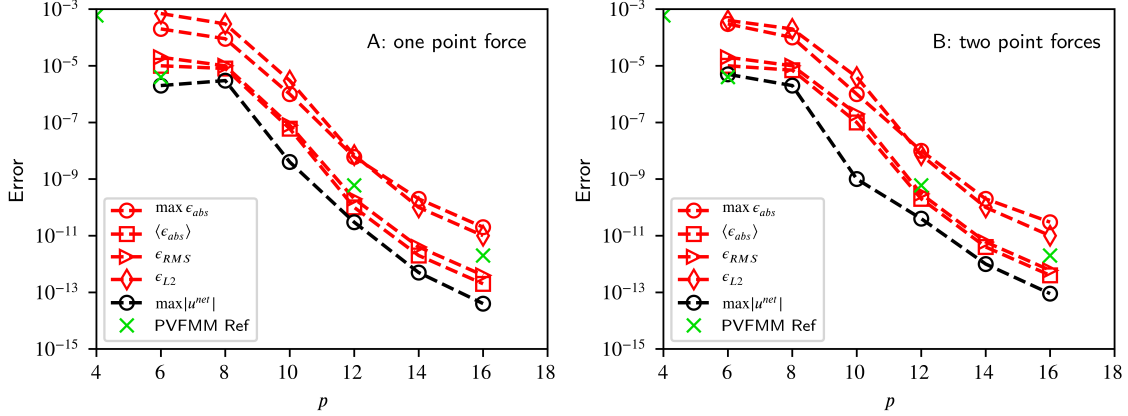 A: one point force
10⁻³
10⁻⁵
10⁻⁷
10⁻⁹
10⁻¹¹
10⁻¹³
10⁻¹⁵
Error
max ϵ_abs
⟨ϵ_abs⟩
ϵ_RMS
ϵ_L2
max|u^net|
PVFMM Ref
4 6 8 10 12 14 16 18
p
B: two point forces
10⁻³
10⁻⁵
10⁻⁷
10⁻⁹
10⁻¹¹
10⁻¹³
10⁻¹⁵
Error
max ϵ_abs
⟨ϵ_abs⟩
ϵ_RMS
ϵ_L2
max|u^net|
PVFMM Ref
4 6 8 10 12 14 16 18
p